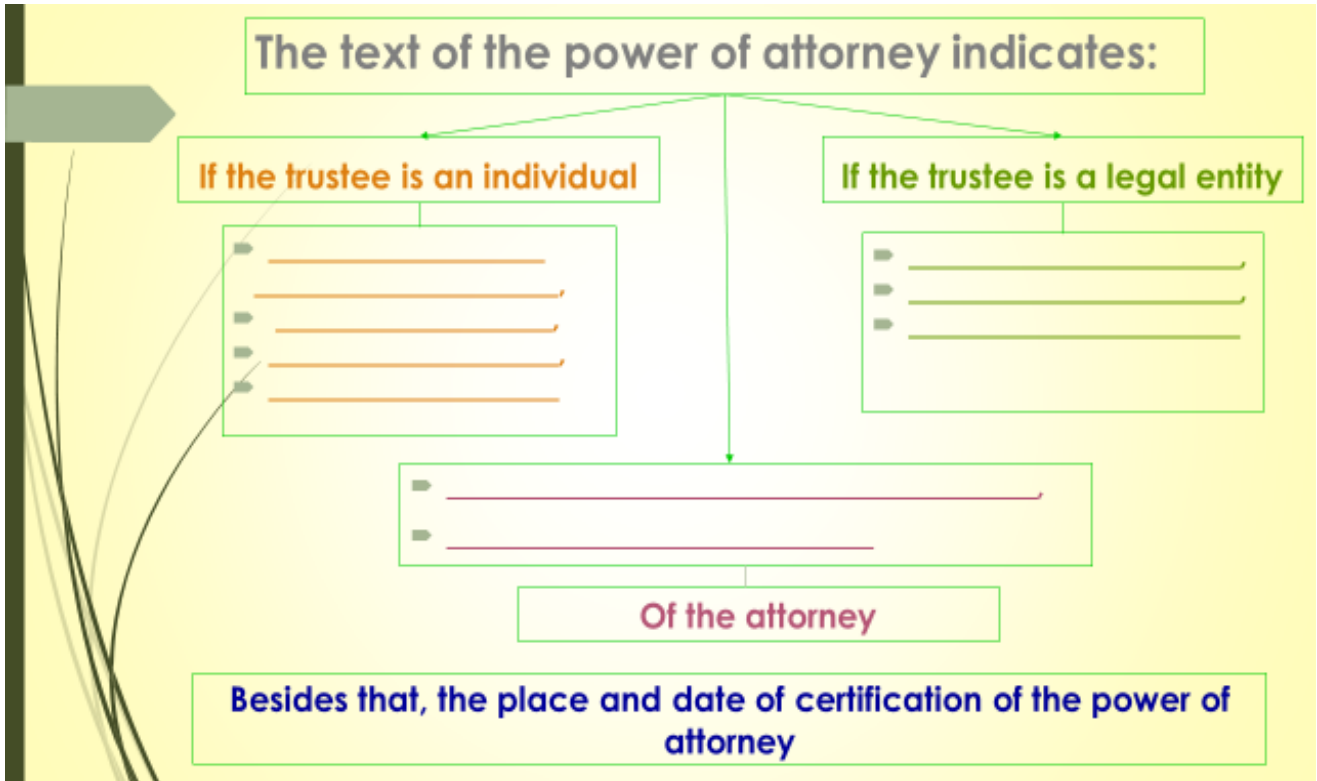 The text of the power of attorney indicates:
If the trustee is an individual
If the trustee is a legal entity
Of the attorney
Besides that, the place and date of certification of the power of
attorney